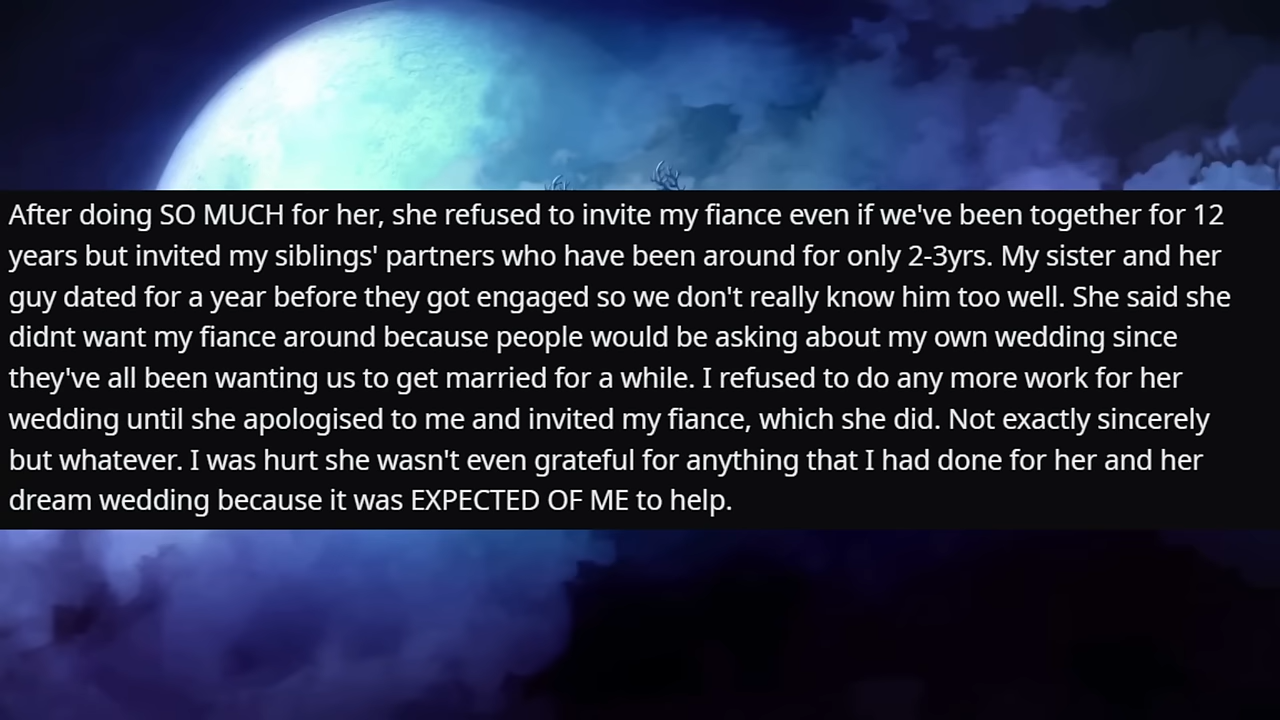 After doing SO MUCH for her, she refused to invite my fiance even if we've been together for 12
years but invited my siblings' partners who have been around for only 2-3yrs. My sister and her
guy dated for a year before they got engaged so we don't really know him too well. She said she
didnt want my fiance around because people would be asking about my own wedding since
they've all been wanting us to get married for a while. I refused to do any more work for her
wedding until she apologised to me and invited my fiance, which she did. Not exactly sincerely
but whatever. I was hurt she wasn't even grateful for anything that I had done for her and her
dream wedding because it was EXPECTED OF ME to help.